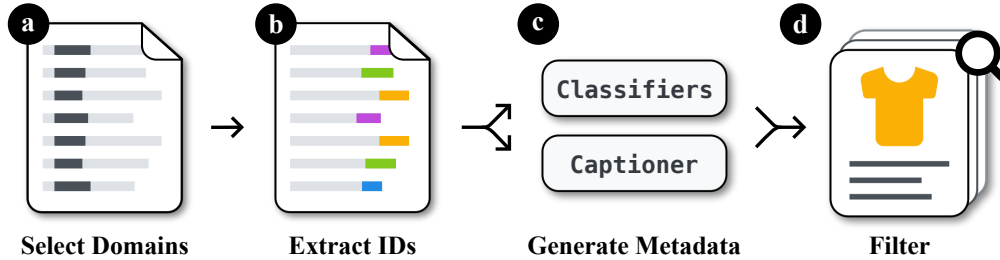 a
b
c
d
Classifiers
Captioner
Select Domains
Extract IDs
Generate Metadata
Filter